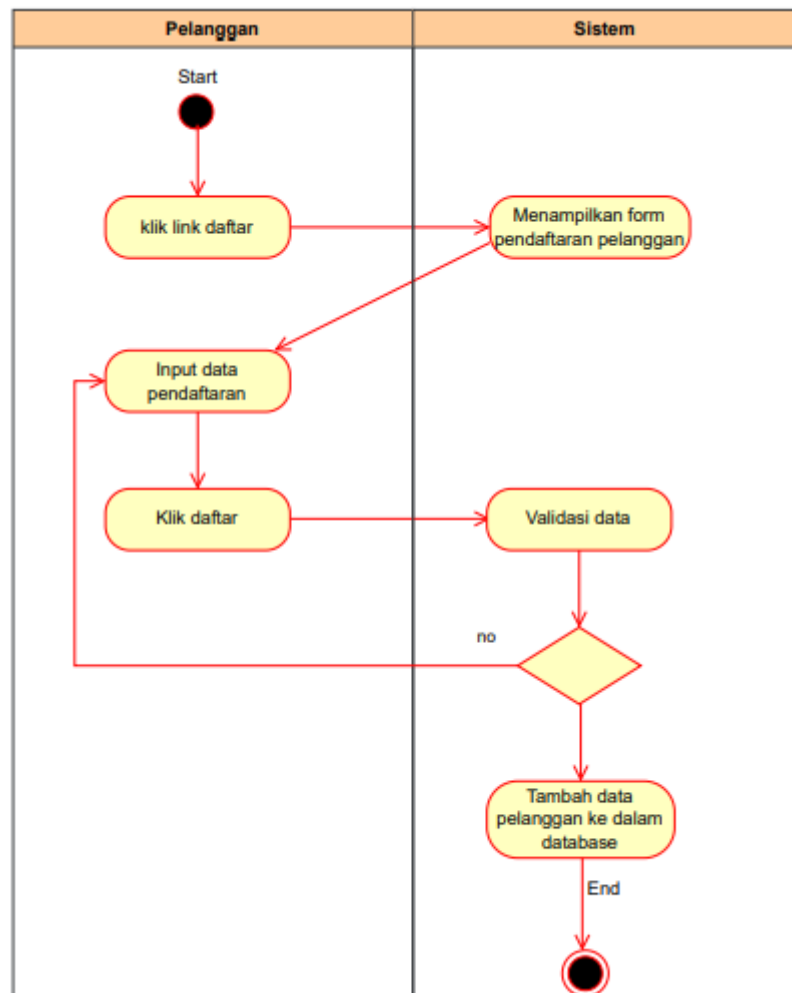 Pelanggan
Sistem
Start
klik link daftar
Menampilkan form
pendaftaran pelanggan
Input data
pendaftaran
Klik daftar
Validasi data
no
Tambah data
pelanggan ke dalam
database
End